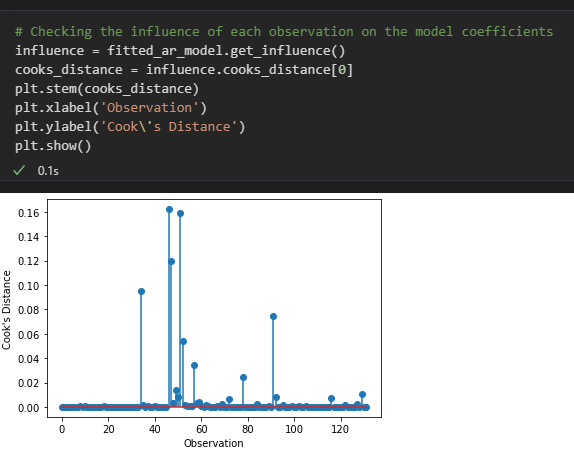 # Checking the influence of each observation on the model coefficients
influence = fitted_ar_model.get_influence()
cooks_distance = influence.cooks_distance[0]
plt.stem(cooks_distance)
plt.xlabel('Observation')
plt.ylabel('Cook\'s Distance')
plt.show()
0.1s
0.16
0.14
0.12
0.10
0.08
0.06
0.04
0.02
0.00
Cook's Distance
0 20 40 60 80 100 120
Observation